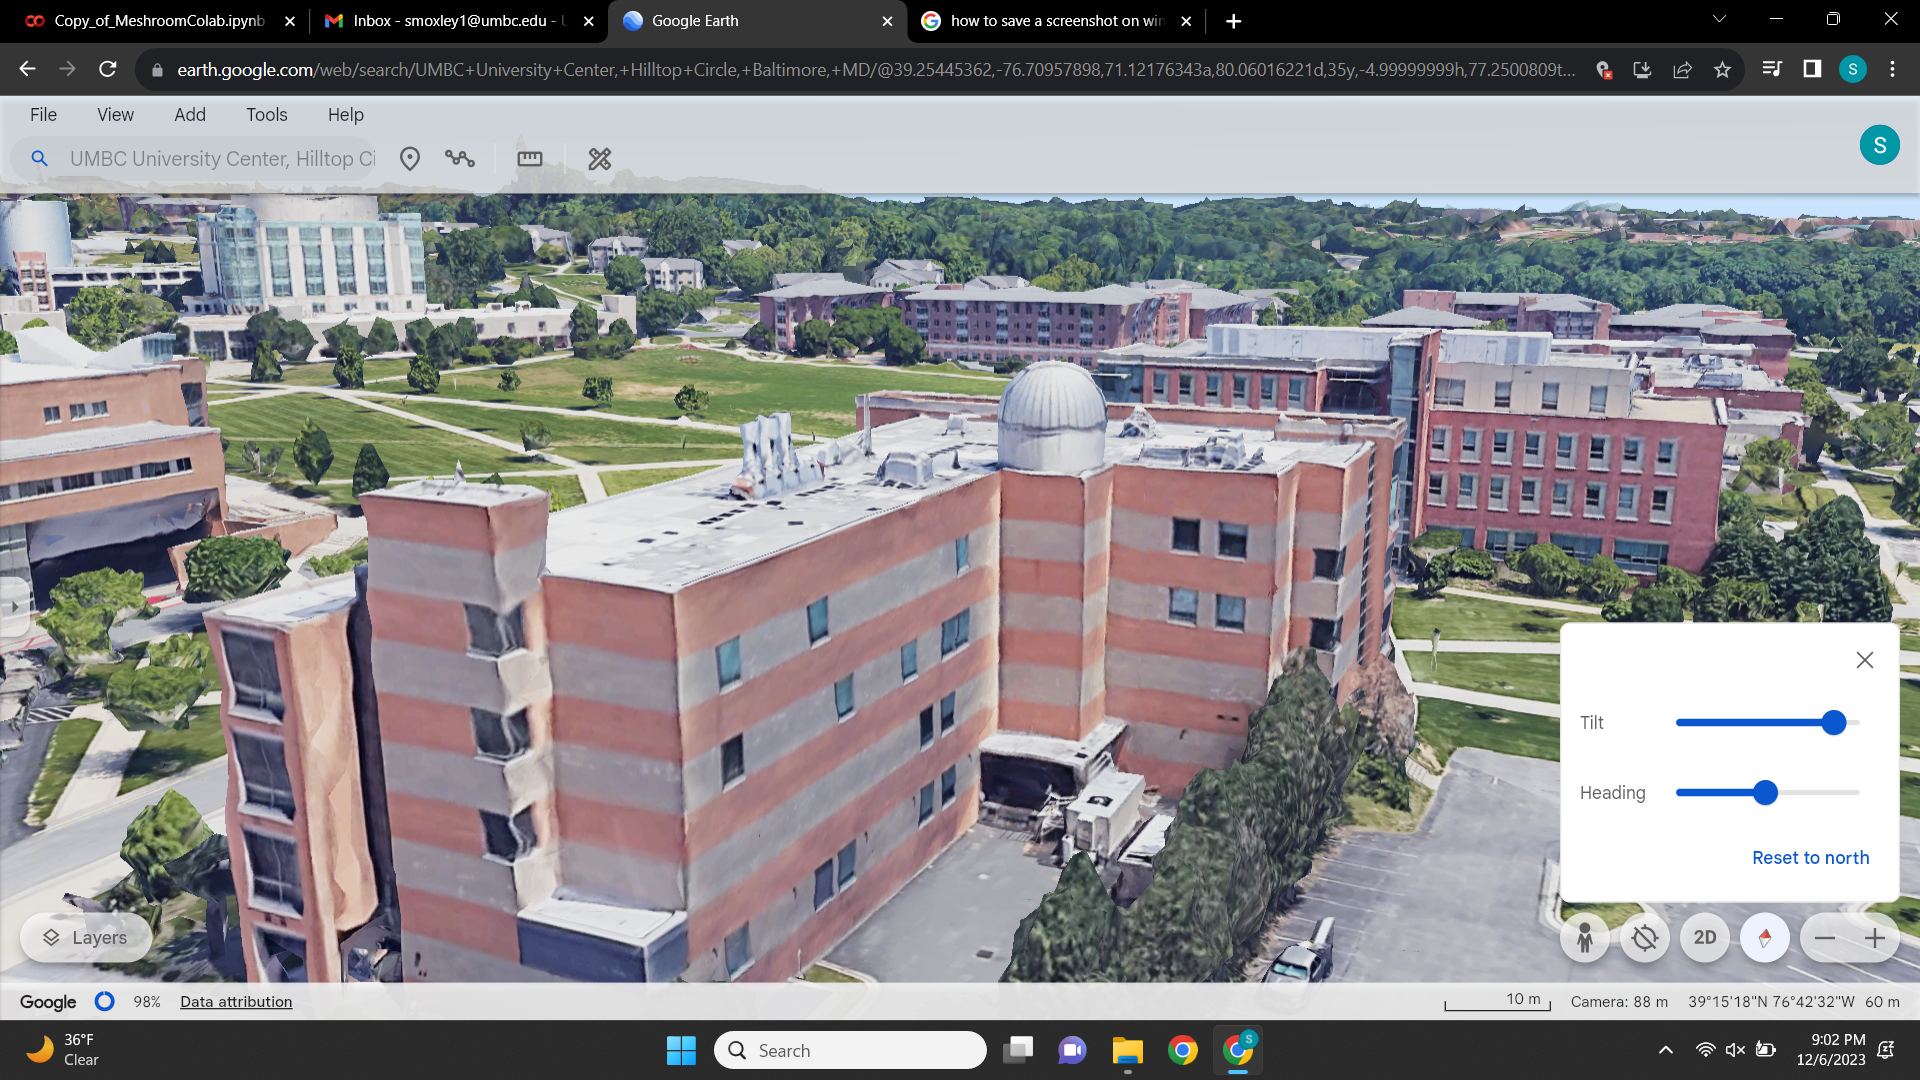 Copy_of_MeshroomColab.ipynb
Inbox - smoxley1@umbc.edu - U
Google Earth
how to save a screenshot on win
earth.google.com/web/search/UMBC+University+Center,+Hilltop+Circle,+Baltimore,+MD/@39.25445362,-76.70957898,71.12176343a,80.06016221d,35y,-4.99999999h,77.2500809t...
S
File View Add Tools Help
UMBC University Center, Hilltop Ci
S
Tilt
Heading
Reset to north
Layers
2D
Google 98% Data attribution
10 m Camera: 88 m 39°15'18"N 76°42'32"W 60 m
36°F
Clear
Search
S
9:02 PM
12/6/2023